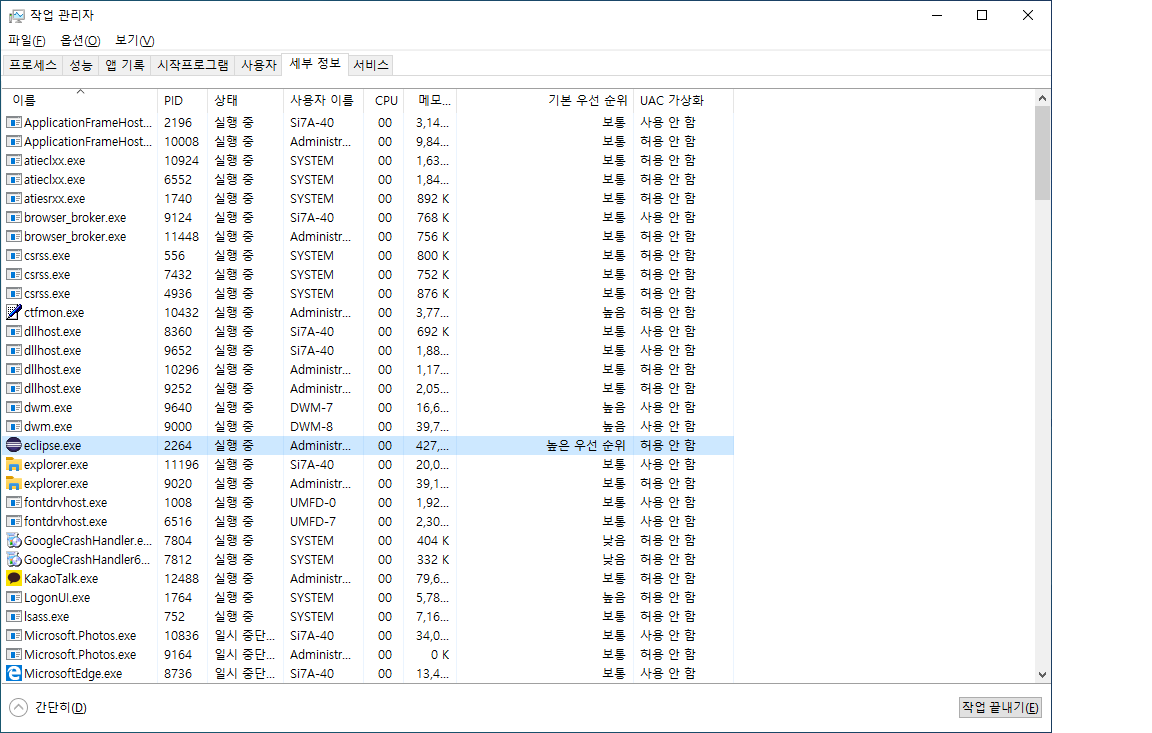 작업 관리자
파일(F) 옵션(O) 보기(V)
프로세스 성능 앱 기록 시작프로그램 사용자 세부 정보 서비스
이름 PID 상태 사용자 이름 CPU 메모... 기본 우선 순위 UAC 가상화
ApplicationFrameHost... 2196 실행 중 Si7A-40 00 3,14... 보통 사용 안 함
ApplicationFrameHost... 10008 실행 중 Administr... 00 9,84... 보통 허용 안 함
atieclxx.exe 10924 실행 중 SYSTEM 00 1,63... 보통 허용 안 함
atieclxx.exe 6552 실행 중 SYSTEM 00 1,84... 보통 허용 안 함
atiesrxx.exe 1740 실행 중 SYSTEM 00 892 K 보통 허용 안 함
browser_broker.exe 9124 실행 중 Si7A-40 00 768 K 보통 사용 안 함
browser_broker.exe 11448 실행 중 Administr... 00 756 K 보통 허용 안 함
csrss.exe 556 실행 중 SYSTEM 00 800 K 보통 허용 안 함
csrss.exe 7432 실행 중 SYSTEM 00 752 K 보통 허용 안 함
csrss.exe 4936 실행 중 SYSTEM 00 876 K 보통 허용 안 함
ctfmon.exe 10432 실행 중 Administr... 00 3,77... 높음 허용 안 함
dllhost.exe 8360 실행 중 Si7A-40 00 692 K 보통 사용 안 함
dllhost.exe 9652 실행 중 Si7A-40 00 1,88... 보통 사용 안 함
dllhost.exe 10296 실행 중 Administr... 00 1,17... 보통 허용 안 함
dllhost.exe 9252 실행 중 Administr... 00 2,05... 보통 허용 안 함
dwm.exe 9640 실행 중 DWM-7 00 16,6... 높음 사용 안 함
dwm.exe 9000 실행 중 DWM-8 00 39,7... 높음 사용 안 함
eclipse.exe 2264 실행 중 Administr... 00 427,... 높은 우선 순위 허용 안 함
explorer.exe 11196 실행 중 Si7A-40 00 20,0... 보통 사용 안 함
explorer.exe 9020 실행 중 Administr... 00 39,1... 보통 허용 안 함
fontdrvhost.exe 1008 실행 중 UMFD-0 00 1,92... 보통 사용 안 함
fontdrvhost.exe 6516 실행 중 UMFD-7 00 2,30... 보통 사용 안 함
GoogleCrashHandler.e... 7804 실행 중 SYSTEM 00 404 K 낮음 허용 안 함
GoogleCrashHandler6... 7812 실행 중 SYSTEM 00 332 K 낮음 허용 안 함
KakaoTalk.exe 12488 실행 중 Administr... 00 79,6... 보통 허용 안 함
LogonUI.exe 1764 실행 중 SYSTEM 00 5,78... 높음 허용 안 함
lsass.exe 752 실행 중 SYSTEM 00 7,16... 보통 허용 안 함
Microsoft.Photos.exe 10836 일시 중단... Si7A-40 00 34,0... 보통 사용 안 함
Microsoft.Photos.exe 9164 일시 중단... Administr... 00 0 K 보통 허용 안 함
MicrosoftEdge.exe 8736 일시 중단... Si7A-40 00 13,4... 보통 사용 안 함
간단히(D) 작업 끝내기(E)